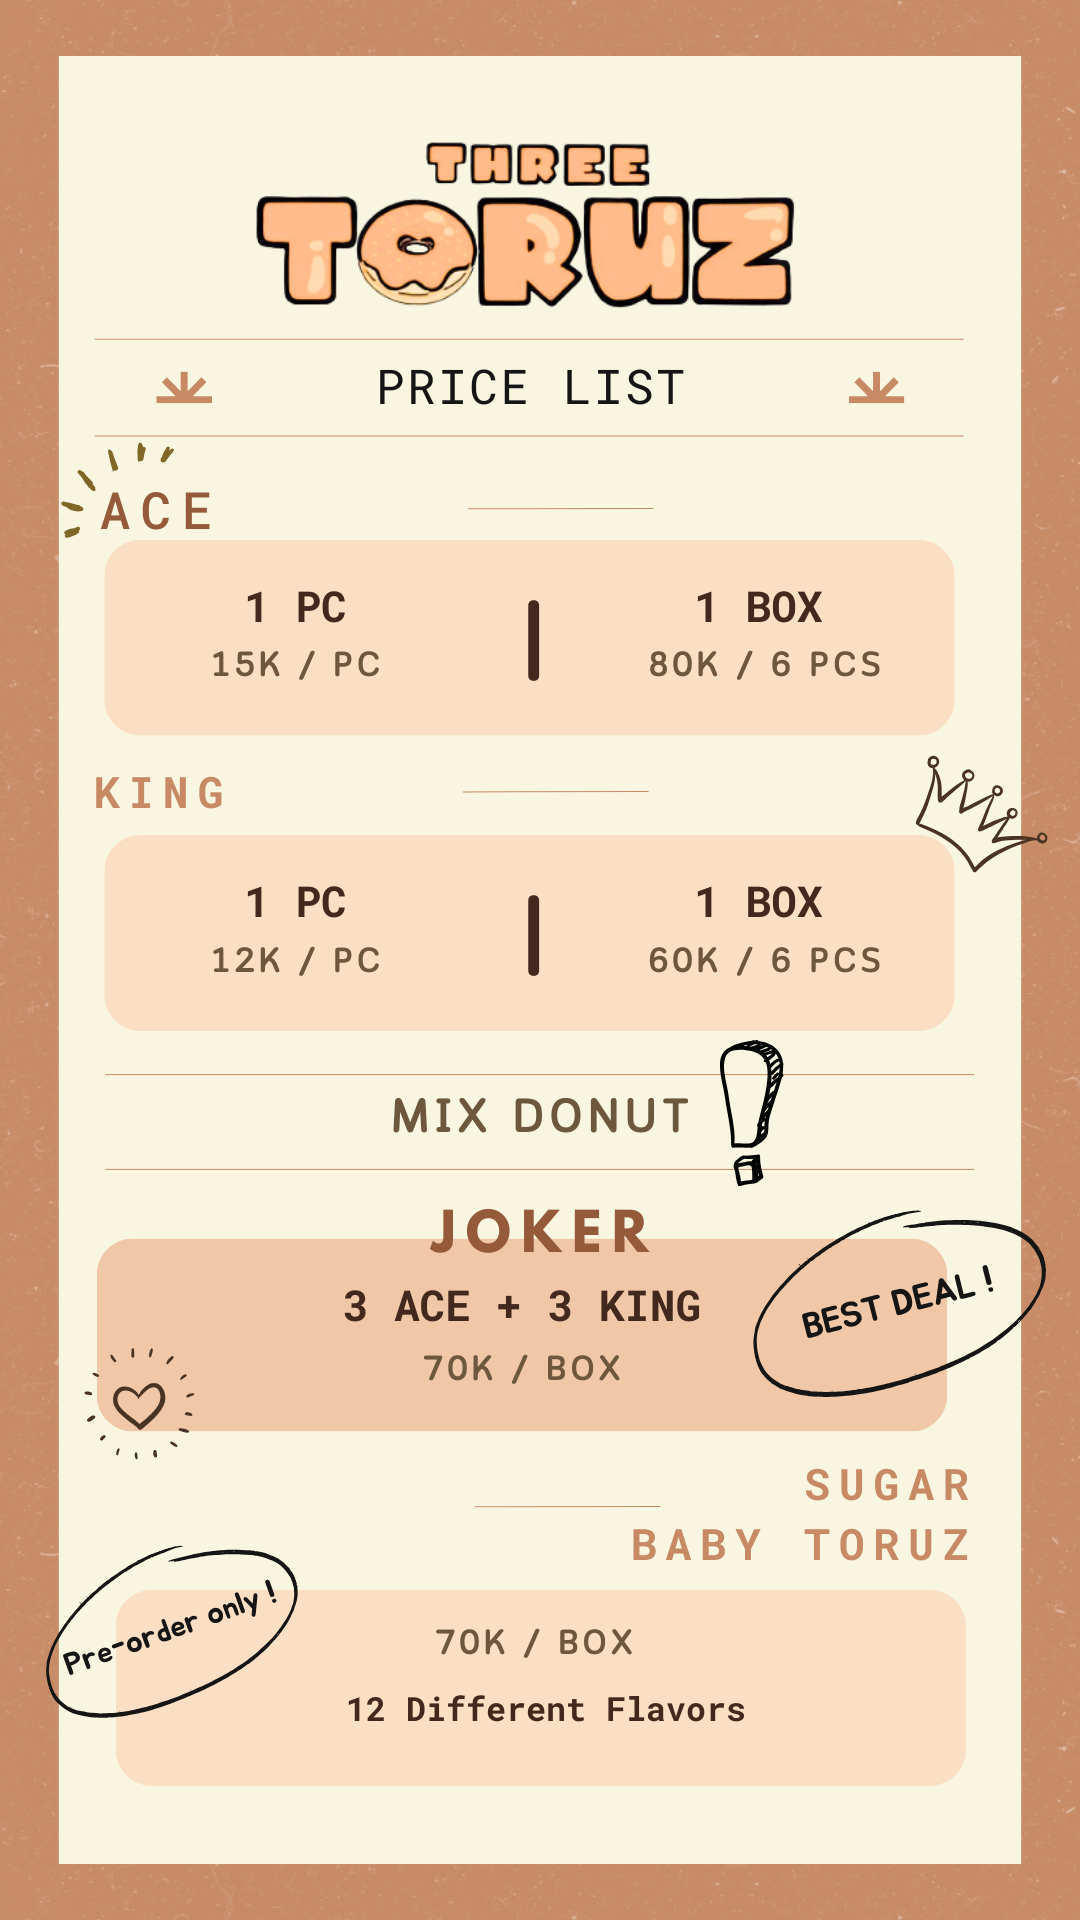 THREE
TORUZ
PRICE LIST
ACE
1 PC
15K / PC
1 BOX
80K / 6 PCS
KING
1 PC
12K / PC
1 BOX
60K / 6 PCS
MIX DONUT !
JOKER
3 ACE + 3 KING
70K / BOX
BEST DEAL !
SUGAR
BABY TORUZ
Pre-order only !
70K / BOX
12 Different Flavors